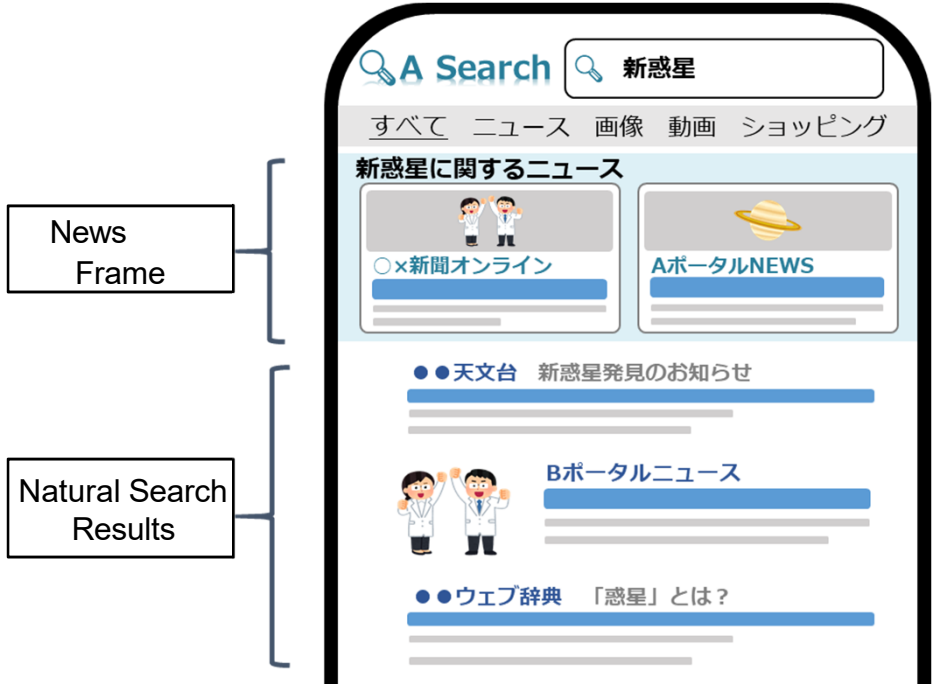 A Search
新惑星
すべて ニュース 画像 動画 ショッピング
新惑星に関するニュース
○×新聞オンライン
AポータルNEWS
News
Frame
●●天文台 新惑星発見のお知らせ
Bポータルニュース
Natural Search
Results
●●ウェブ辞典 「惑星」とは?